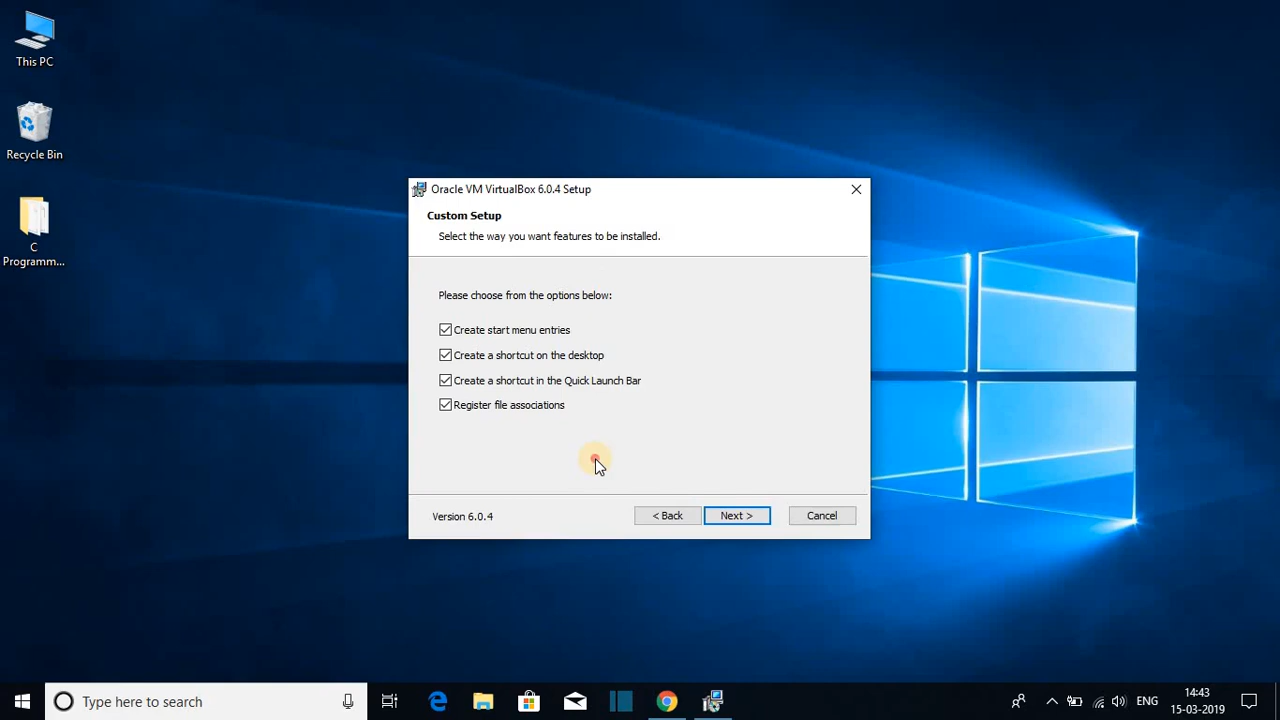 This PC
Recycle Bin
C
Programm...
Oracle VM VirtualBox 6.0.4 Setup
Custom Setup
Select the way you want features to be installed.
Please choose from the options below:
Create start menu entries
Create a shortcut on the desktop
Create a shortcut in the Quick Launch Bar
Register file associations
Version 6.0.4
< Back
Next >
Cancel
Type here to search
ENG
14:43
15-03-2019